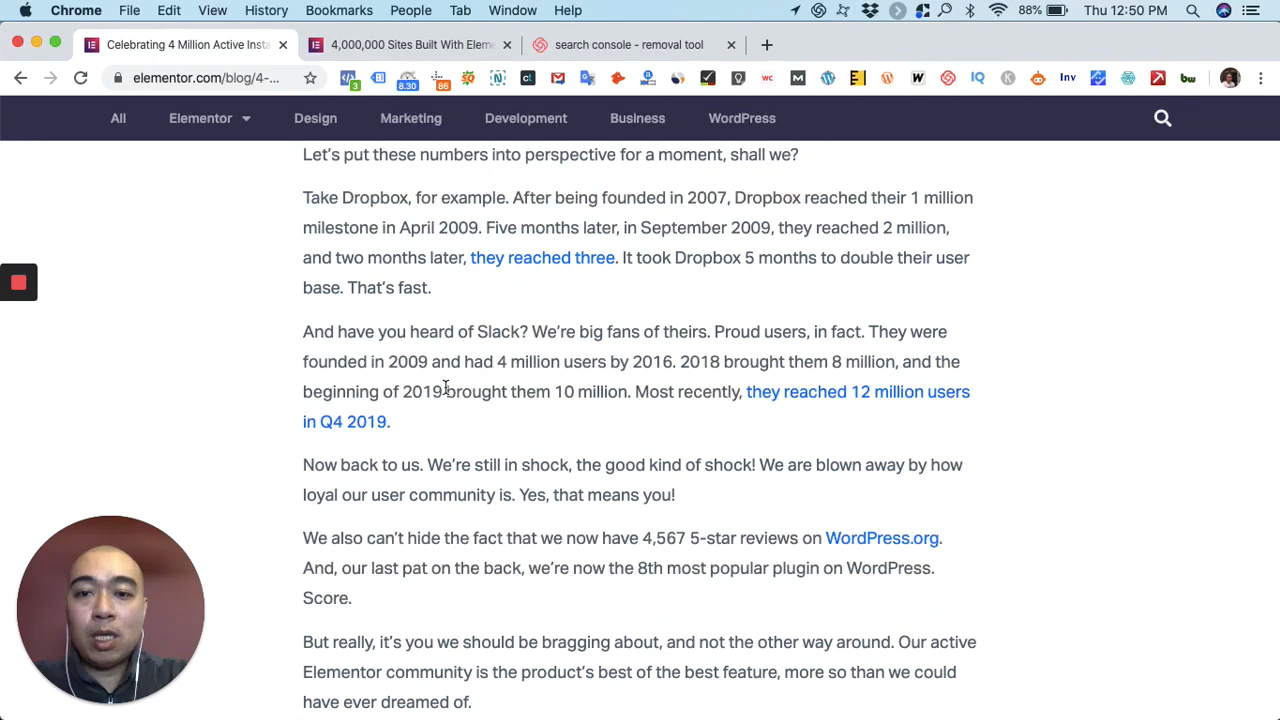 Chrome File Edit View History Bookmarks People Tab Window Help 88% Thu 12:50 PM
Celebrating 4 Million Active Insta 4,000,000 Sites Built With Eleme search console - removal tool
elementor.com/blog/4-... 3 8.30 86 wc M W IQ K Inv bw
All Elementor Design Marketing Development Business WordPress
Let's put these numbers into perspective for a moment, shall we?
Take Dropbox, for example. After being founded in 2007, Dropbox reached their 1 million
milestone in April 2009. Five months later, in September 2009, they reached 2 million,
and two months later, they reached three. It took Dropbox 5 months to double their user
base. That's fast.
And have you heard of Slack? We're big fans of theirs. Proud users, in fact. They were
founded in 2009 and had 4 million users by 2016. 2018 brought them 8 million, and the
beginning of 2019 brought them 10 million. Most recently, they reached 12 million users
in Q4 2019.
Now back to us. We're still in shock, the good kind of shock! We are blown away by how
loyal our user community is. Yes, that means you!
We also can't hide the fact that we now have 4,567 5-star reviews on WordPress.org.
And, our last pat on the back, we're now the 8th most popular plugin on WordPress.
Score.
But really, it's you we should be bragging about, and not the other way around. Our active
Elementor community is the product's best of the best feature, more so than we could
have ever dreamed of.